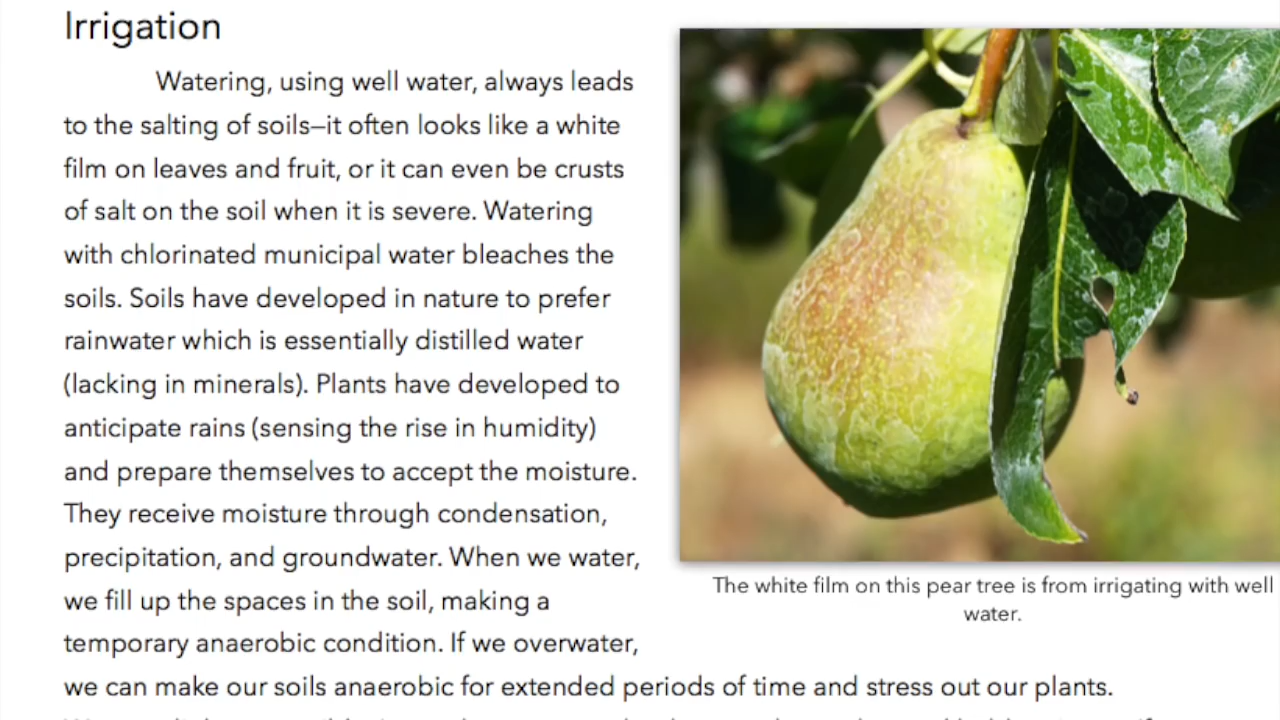 Irrigation
Watering, using well water, always leads
to the salting of soils–it often looks like a white
film on leaves and fruit, or it can even be crusts
of salt on the soil when it is severe. Watering
with chlorinated municipal water bleaches the
soils. Soils have developed in nature to prefer
rainwater which is essentially distilled water
(lacking in minerals). Plants have developed to
anticipate rains (sensing the rise in humidity)
and prepare themselves to accept the moisture.
They receive moisture through condensation,
precipitation, and groundwater. When we water,
we fill up the spaces in the soil, making a
temporary anaerobic condition. If we overwater,
we can make our soils anaerobic for extended periods of time and stress out our plants.
The white film on this pear tree is from irrigating with well
water.